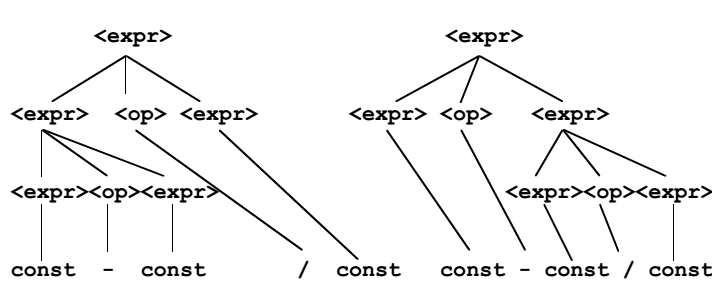 <expr> <expr>
<expr> <op> <expr> <expr> <op> <expr>
<expr><op><expr> <expr><op><expr>
const - const / const const - const / const